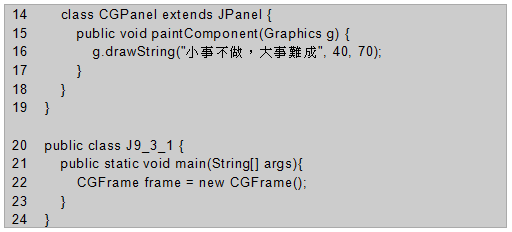 14 class CGPanel extends JPanel {
15 public void paintComponent(Graphics g) {
16 g.drawString("小事不做，大事難成", 40, 70);
17 }
18 }
19 }
20 public class J9_3_1 {
21 public static void main(String[] args){
22 CGFrame frame = new CGFrame();
23 }
24 }